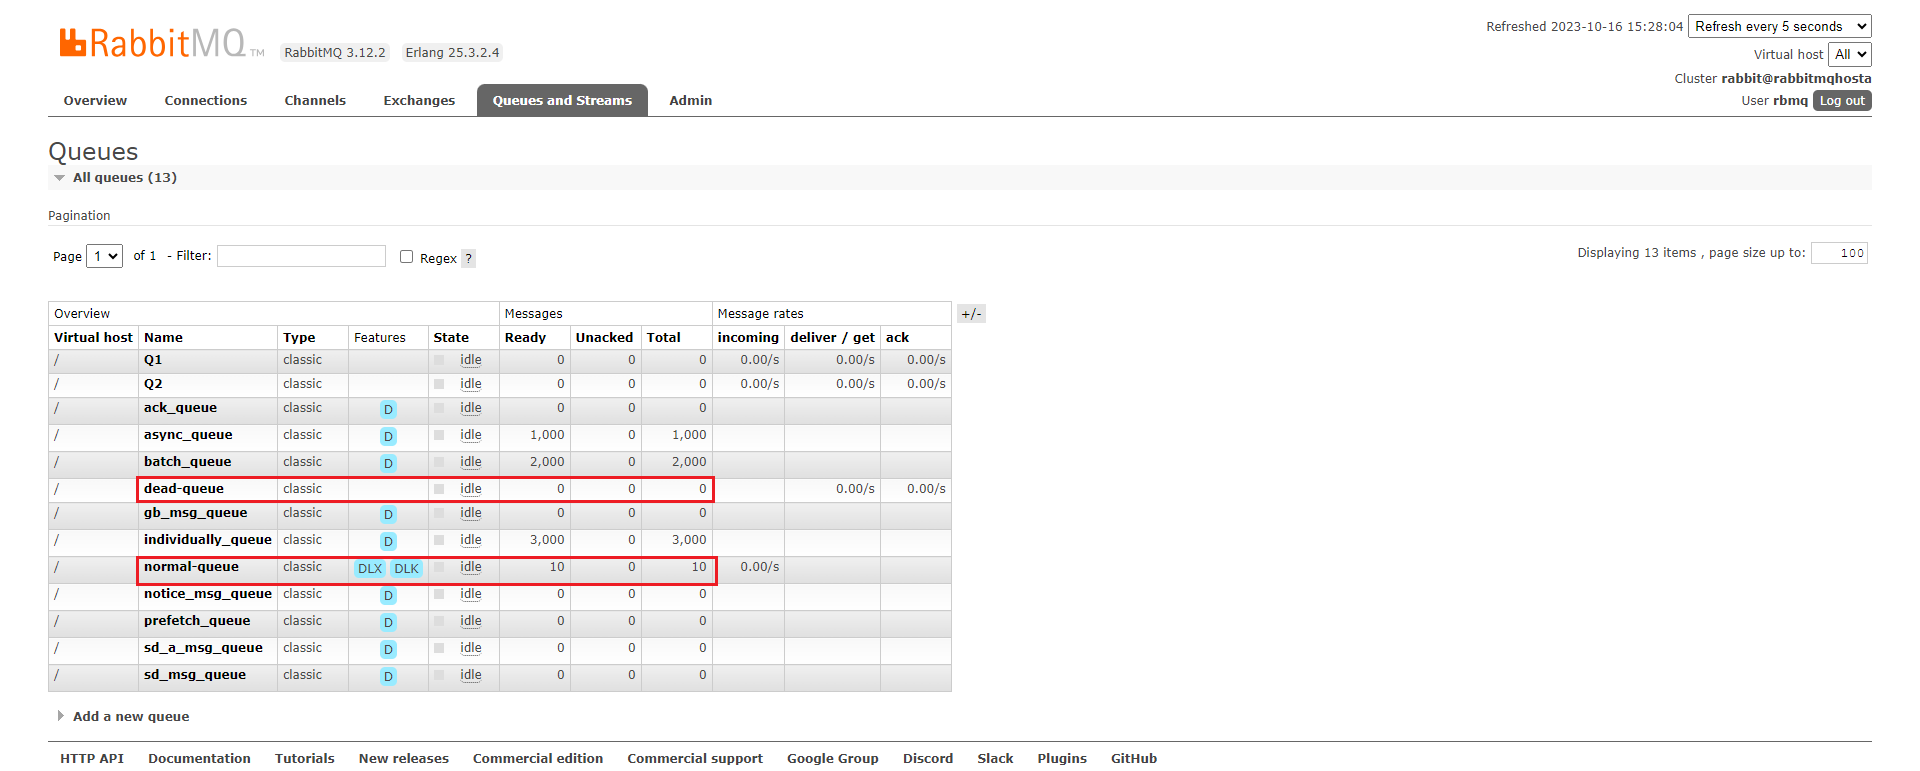 RabbitMQ TM RabbitMQ 3.12.2 Erlang 25.3.2.4
Refreshed 2023-10-16 15:28:04 Refresh every 5 seconds
Virtual host All
Cluster rabbit@rabbitmqhosta
User rbmq Log out
Overview Connections Channels Exchanges Queues and Streams Admin
Queues
All queues (13)
Pagination
Page 1 of 1 - Filter: Regex ? Displaying 13 items , page size up to: 100
Overview Messages Message rates +/-
Virtual host Name Type Features State Ready Unacked Total incoming deliver / get ack
/ Q1 classic idle 0 0 0 0.00/s 0.00/s 0.00/s
/ Q2 classic idle 0 0 0 0.00/s 0.00/s 0.00/s
/ ack_queue classic D idle 0 0 0
/ async_queue classic D idle 1,000 0 1,000
/ batch_queue classic D idle 2,000 0 2,000
/ dead-queue classic idle 0 0 0 0.00/s 0.00/s
/ gb_msg_queue classic D idle 0 0 0
/ individually_queue classic D idle 3,000 0 3,000
/ normal-queue classic DLX DLK idle 10 0 10 0.00/s
/ notice_msg_queue classic D idle 0 0 0
/ prefetch_queue classic D idle 0 0 0
/ sd_a_msg_queue classic D idle 0 0 0
/ sd_msg_queue classic D idle 0 0 0
Add a new queue
HTTP API Documentation Tutorials New releases Commercial edition Commercial support Google Group Discord Slack Plugins GitHub